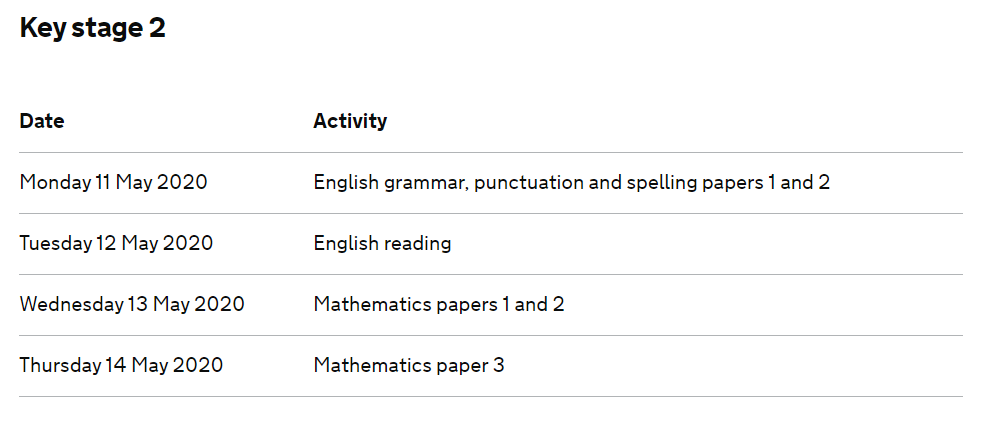 Key stage 2
Date Activity
Monday 11 May 2020 English grammar, punctuation and spelling papers 1 and 2
Tuesday 12 May 2020 English reading
Wednesday 13 May 2020 Mathematics papers 1 and 2
Thursday 14 May 2020 Mathematics paper 3